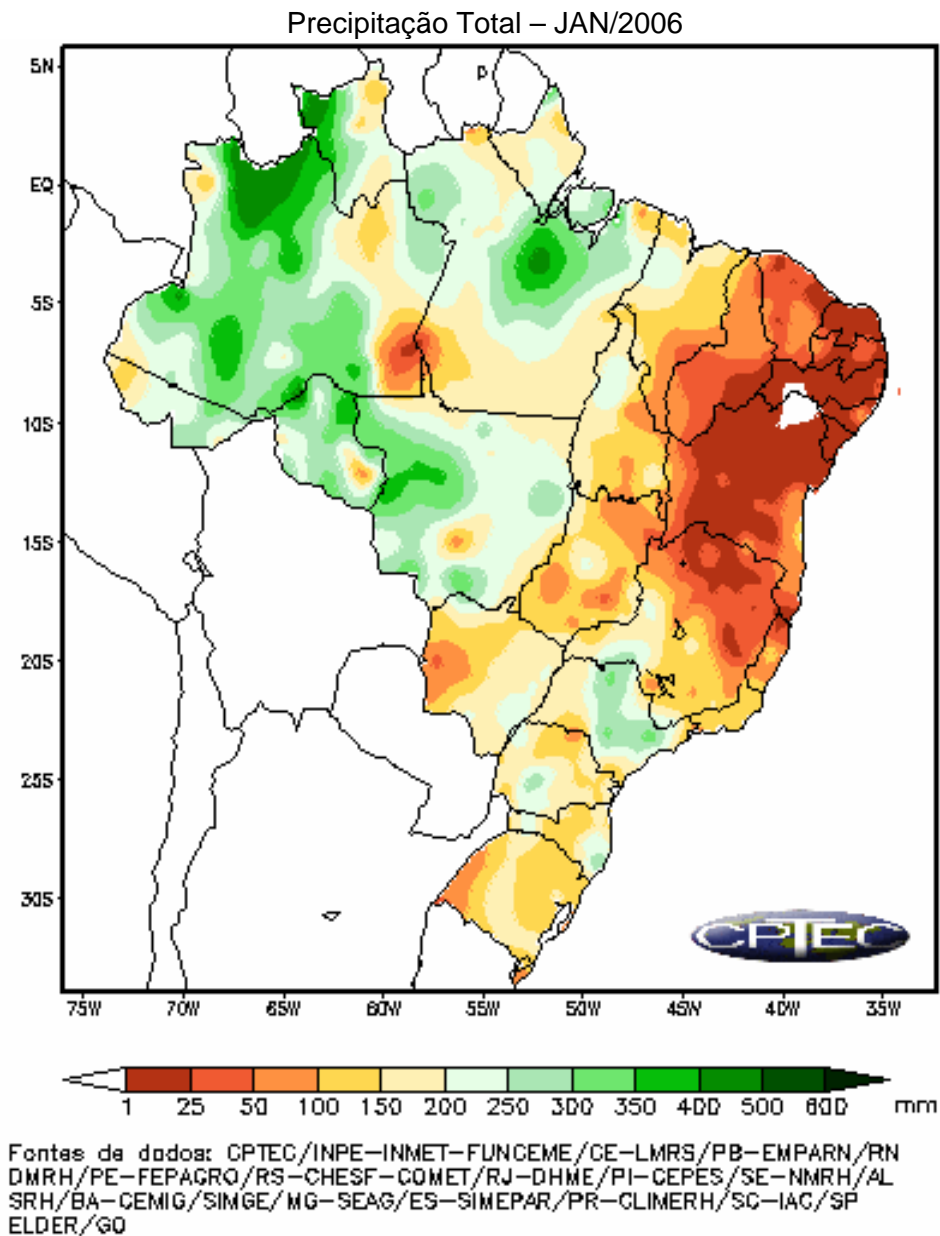 Precipitação Total – JAN/2006
5N
EQ
5S
10S
15S
20S
25S
30S
CPTEC
75W 70W 65W 60W 55W 50W 45W 40W 35W
1 25 50 100 150 200 250 300 350 400 500 600 mm
Fontes de dados: CPTEC/INPE-INMET-FUNCEME/CE-LMRS/PB-EMPARN/RN
DMRH/PE-FEPAGRO/RS-CHESF-COMET/RJ-DHME/PI-CEPES/SE-NMRH/AL
SRH/BA-CEMIG/SIMGE/MG-SEAG/ES-SIMEPAR/PR-CLIMERH/SC-IAC/SP
ELDER/GO